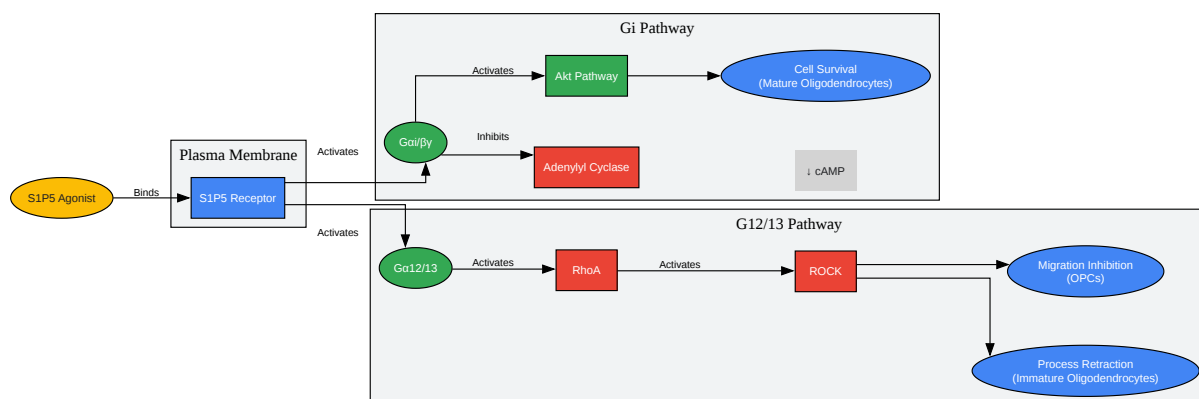 Gi Pathway
Activates
Akt Pathway
Cell Survival
(Mature Oligodendrocytes)
Gαi/βγ
Inhibits
Adenylyl Cyclase
↓ cAMP
Plasma Membrane
Activates
S1P5 Agonist
Binds
S1P5 Receptor
Activates
G12/13 Pathway
Gα12/13
Activates
RhoA
Activates
ROCK
Migration Inhibition
(OPCs)
Process Retraction
(Immature Oligodendrocytes)